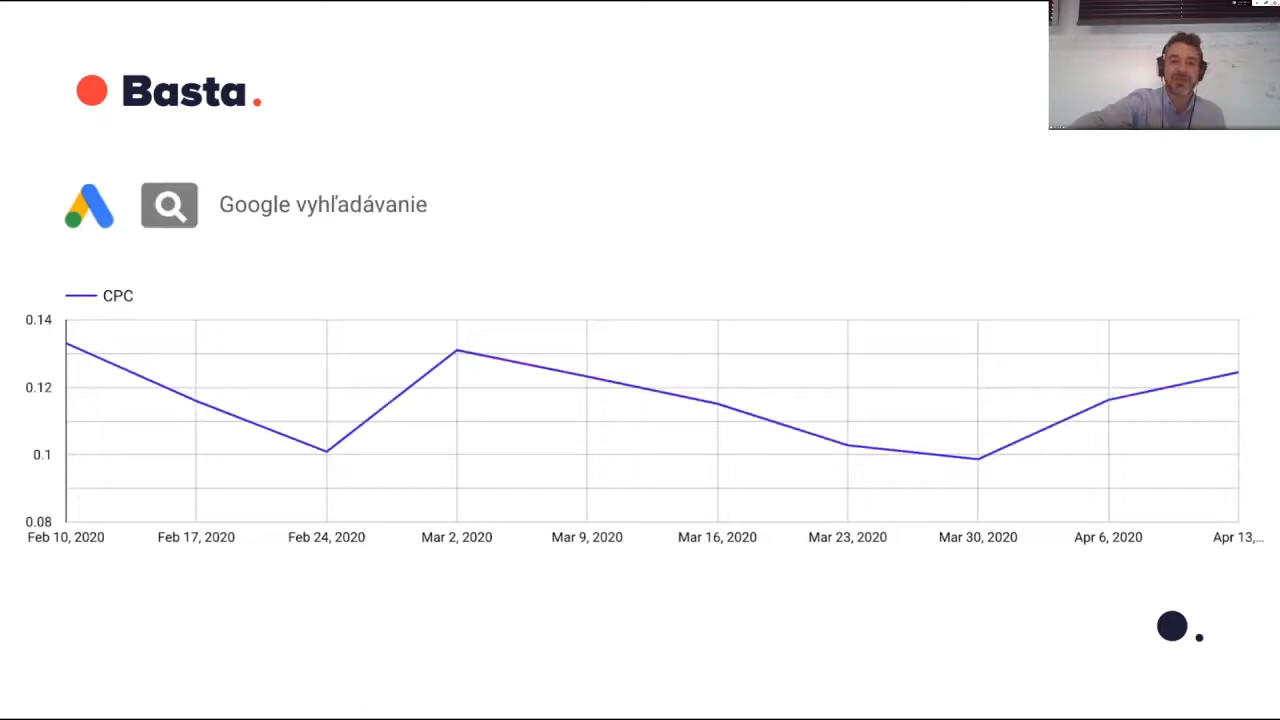 Basta.
Google vyhľadávanie
CPC
0.14
0.12
0.1
0.08
Feb 10, 2020 Feb 17, 2020 Feb 24, 2020 Mar 2, 2020 Mar 9, 2020 Mar 16, 2020 Mar 23, 2020 Mar 30, 2020 Apr 6, 2020 Apr 13,...